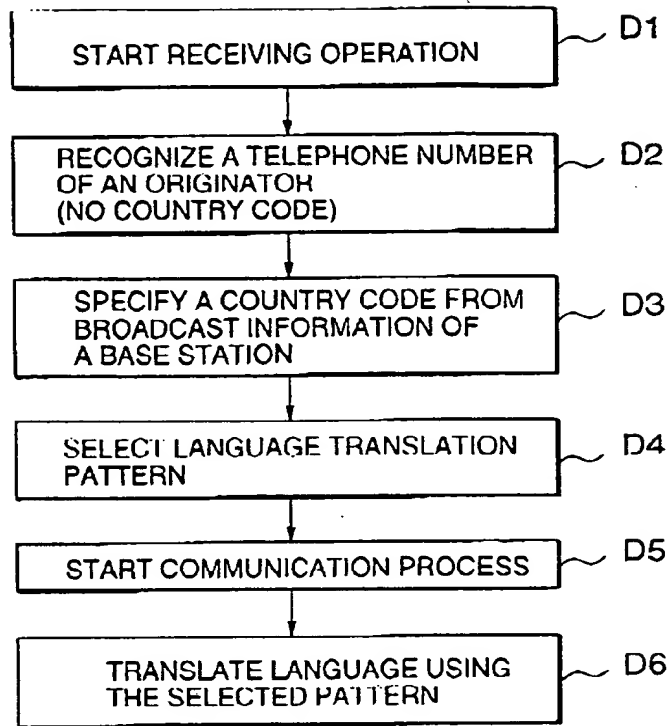 START RECEIVING OPERATION
D1
RECOGNIZE A TELEPHONE NUMBER
OF AN ORIGINATOR
(NO COUNTRY CODE)
D2
SPECIFY A COUNTRY CODE FROM
BROADCAST INFORMATION OF
A BASE STATION
D3
SELECT LANGUAGE TRANSLATION
PATTERN
D4
START COMMUNICATION PROCESS
D5
TRANSLATE LANGUAGE USING
THE SELECTED PATTERN
D6